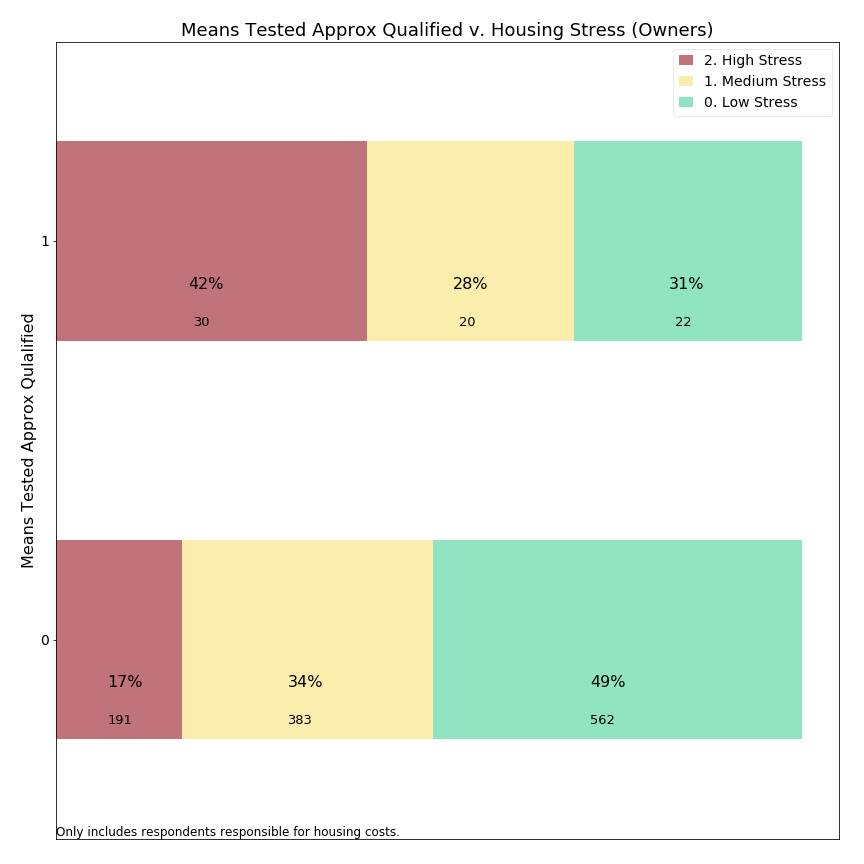 Means Tested Approx Qualified v. Housing Stress (Owners)
2. High Stress
1. Medium Stress
0. Low Stress
Means Tested Approx Qulalified
1
42%
28%
31%
30
20
22
0
17%
34%
49%
191
383
562
Only includes respondents responsible for housing costs.